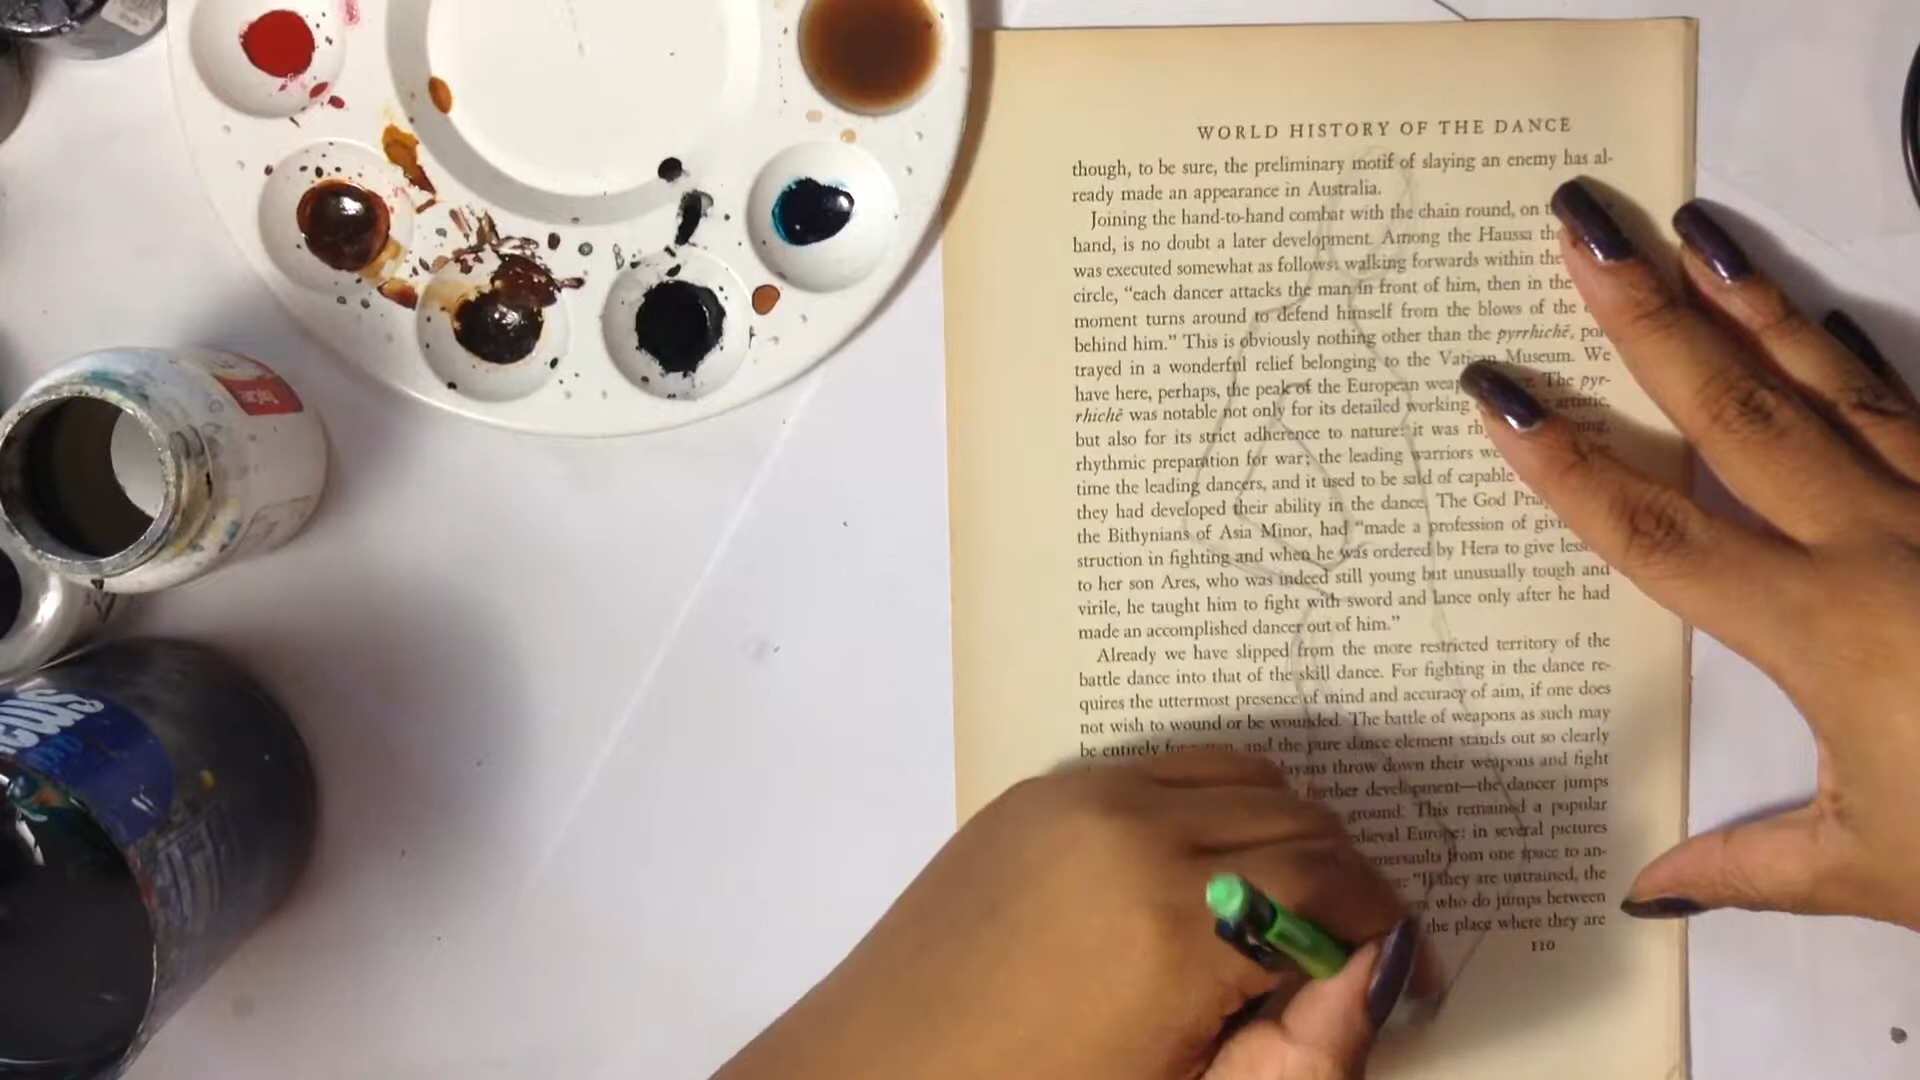 WORLD HISTORY OF THE DANCE
though, to be sure, the preliminary motif of slaying an enemy has al-
ready made an appearance in Australia.
Joining the hand-to-hand combat with the chain round, on
hand, is no doubt a later development. Among the Haussa
was executed somewhat as follows: walking forwards within the
circle, “each dancer attacks the man in front of him, then in the
moment turns around to defend himself from the blows of the
behind him.” This is obviously nothing other than the pyrrhichē, por-
trayed in a wonderful relief belonging to the Vatican Museum. We
have here, perhaps, the peak of the European The pyr-
rhichē was notable not only for its detailed working artistic,
but also for its strict adherence to nature: it was
rhythmic preparation for war; the leading warriors
time the leading dancers, and it used to be said of capable
they had developed their ability in the dance. The God
the Bithynians of Asia Minor, had “made a profession of
struction in fighting and when he was ordered by Hera to give
to her son Ares, who was indeed still young but unusually tough and
virile, he taught him to fight with sword and lance only after he had
made an accomplished dancer out of him.”
Already we have slipped from the more restricted territory of the
battle dance into that of the skill dance. For fighting in the dance re-
quires the uttermost presence of mind and accuracy of aim, if one does
not wish to wound or be wounded. The battle of weapons as such may
be entirely and the pure dance element stands out so clearly
throw down their weapons and fight
further development—the dancer jumps
ground. This remained a popular
Europe: in several pictures
from one space to an-
“If they are untrained, the
who do jumps between
the place where they are
110